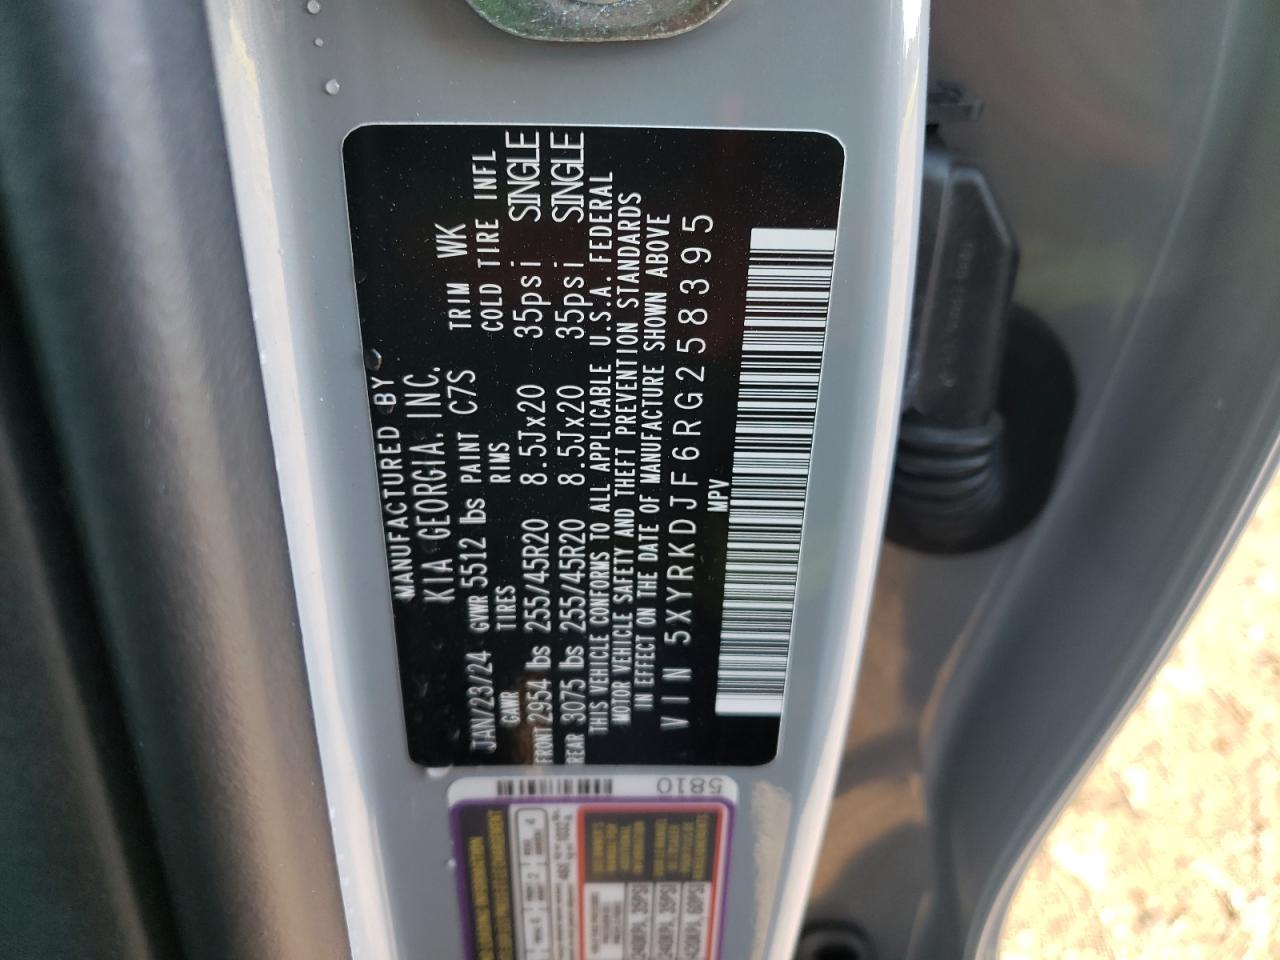 MANUFACTURED BY
KIA GEORGIA. INC.
JAN/23/24 GVWR 5512 lbs PAINT C7S TRIM WK
GAWR TIRES RIMS COLD TIRE INFL
FRONT 2954 lbs 255/45R20 8.5Jx20 35psi SINGLE
REAR 3075 lbs 255/45R20 8.5Jx20 35psi SINGLE
THIS VEHICLE CONFORMS TO ALL APPLICABLE U.S.A. FEDERAL
MOTOR VEHICLE SAFETY AND THEFT PREVENTION STANDARDS
IN EFFECT ON THE DATE OF MANUFACTURE SHOWN ABOVE
VIN 5XYRKDJF6RG258395
MPV
5810